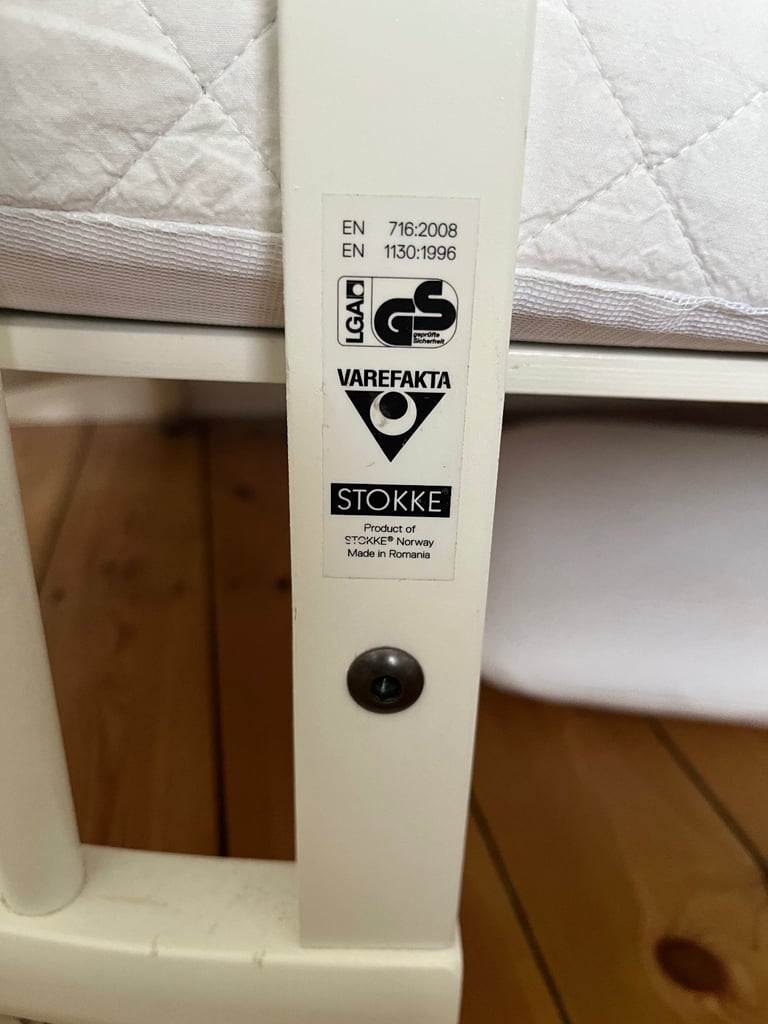 EN 716:2008
EN 1130:1996
LGA
GS
geprüfte
Sicherheit
VAREFAKTA
STOKKE®
Product of
STOKKE® Norway
Made in Romania